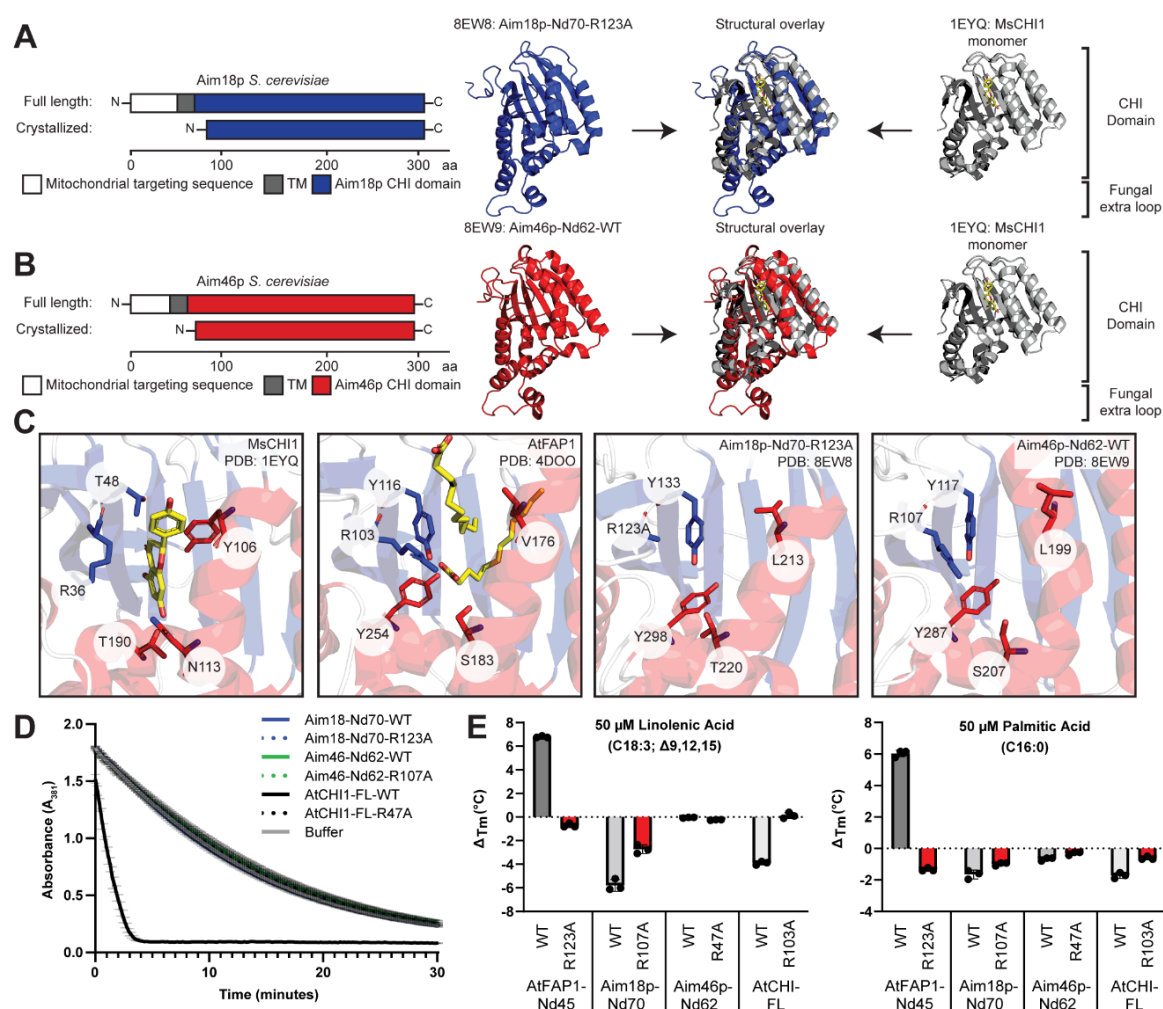 A
Aim18p S. cerevisiae
Full length:
N
C
Crystallized:
N
C
100
200
300
aa
Mitochondrial targeting sequence
TM
Aim18p CHI domain
8EW8: Aim18p-Nd70-R123A
Structural overlay
1EYQ: MsCHI1
monomer
CHI
Domain
Fungal
extra loop
B
Aim46p S. cerevisiae
Full length:
N
C
Crystallized:
N
C
100
200
300
aa
Mitochondrial targeting sequence
TM
Aim46p CHI domain
8EW9: Aim46p-Nd62-WT
Structural overlay
1EYQ: MsCHI1
monomer
CHI
Domain
Fungal
extra loop
C
MsCHI1
PDB: 1EYQ
T48
R36
Y106
T190
N113
AtFAP1
PDB: 4DOO
Y116
R103
V176
Y254
S183
Aim18p-Nd70-R123A
PDB: 8EW8
Y133
R123A
L213
Y298
T220
Aim46p-Nd62-WT
PDB: 8EW9
Y117
R107
L199
Y287
S207
D
Absorbance (A381)
2.0
1.5
1.0
0.5
0.0
0
10
20
30
Time (minutes)
Aim18-Nd70-WT
Aim18-Nd70-R123A
Aim46-Nd62-WT
Aim46-Nd62-R107A
AtCHI1-FL-WT
AtCHI1-FL-R47A
Buffer
E
50 µM Linolenic Acid
(C18:3; Δ9,12,15)
ΔTm (°C)
8
6
4
2
0
-2
-4
-6
-8
WT
R123A
WT
R107A
WT
R47A
WT
R103A
AtFAP1-
Nd45
Aim18p-
Nd70
Aim46p-
Nd62
AtCHI-
FL
50 µM Palmitic Acid
(C16:0)
ΔTm (°C)
8
6
4
2
0
-2
-4
WT
R123A
WT
R107A
WT
R47A
WT
R103A
AtFAP1-
Nd45
Aim18p-
Nd70
Aim46p-
Nd62
AtCHI-
FL